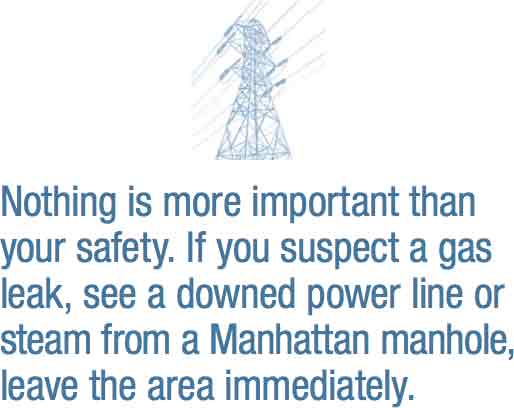 Nothing is more important than
your safety. If you suspect a gas
leak, see a downed power line or
steam from a Manhattan manhole,
leave the area immediately.